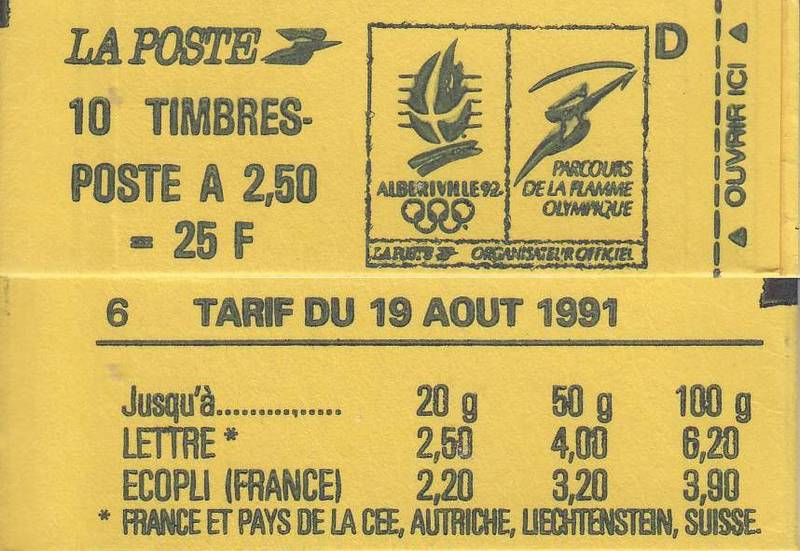 LA POSTE
10 TIMBRES-
POSTE A 2,50
= 25 F
ALBERTVILLE 92
PARCOURS
DE LA FLAMME
OLYMPIQUE
LA POSTE ORGANISATEUR OFFICIEL
D
OUVRIR ICI
6 TARIF DU 19 AOUT 1991
Jusqu'à.................. 20 g 50 g 100 g
LETTRE * 2,50 4,00 6,20
ECOPLI (FRANCE) 2,20 3,20 3,90
* FRANCE ET PAYS DE LA CEE, AUTRICHE, LIECHTENSTEIN, SUISSE.